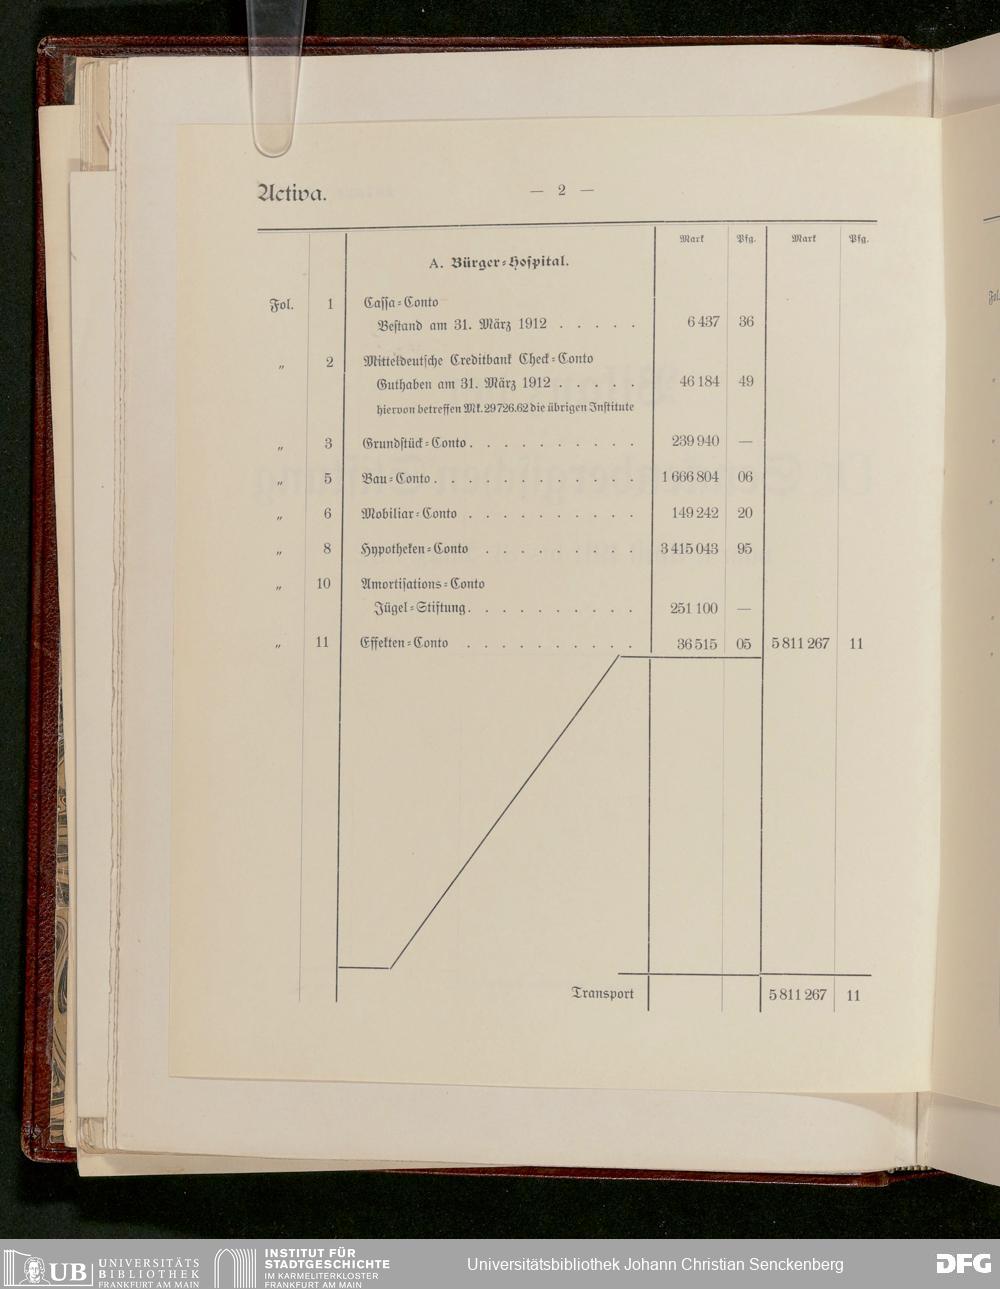 Activa.
— 2 —
Mark Pfg. Mark Pfg.
A. Bürger-Hospital.
Fol. 1 Cassa-Conto
Bestand am 31. März 1912 . . . . . 6 437 36
„ 2 Mitteldeutsche Creditbank Check-Conto
Guthaben am 31. März 1912 . . . . . 46 184 49
hiervon betreffen Mk. 29 726.62 die übrigen Institute
„ 3 Grundstück-Conto . . . . . . . . . . 239 940 —
„ 5 Bau-Conto . . . . . . . . . . . . 1 666 804 06
„ 6 Mobiliar-Conto . . . . . . . . . . 149 242 20
„ 8 Hypotheken-Conto . . . . . . . . . 3 415 043 95
„ 10 Amortisations-Conto
Jügel-Stiftung . . . . . . . . . . 251 100 —
„ 11 Effekten-Conto . . . . . . . . . . 36 515 05 5 811 267 11
Transport 5 811 267 11
Fol.
UB UNIVERSITÄTS
BIBLIOTHEK
FRANKFURT AM MAIN
INSTITUT FÜR
STADTGESCHICHTE
IM KARMELITERKLOSTER
FRANKFURT AM MAIN
Universitätsbibliothek Johann Christian Senckenberg
DFG